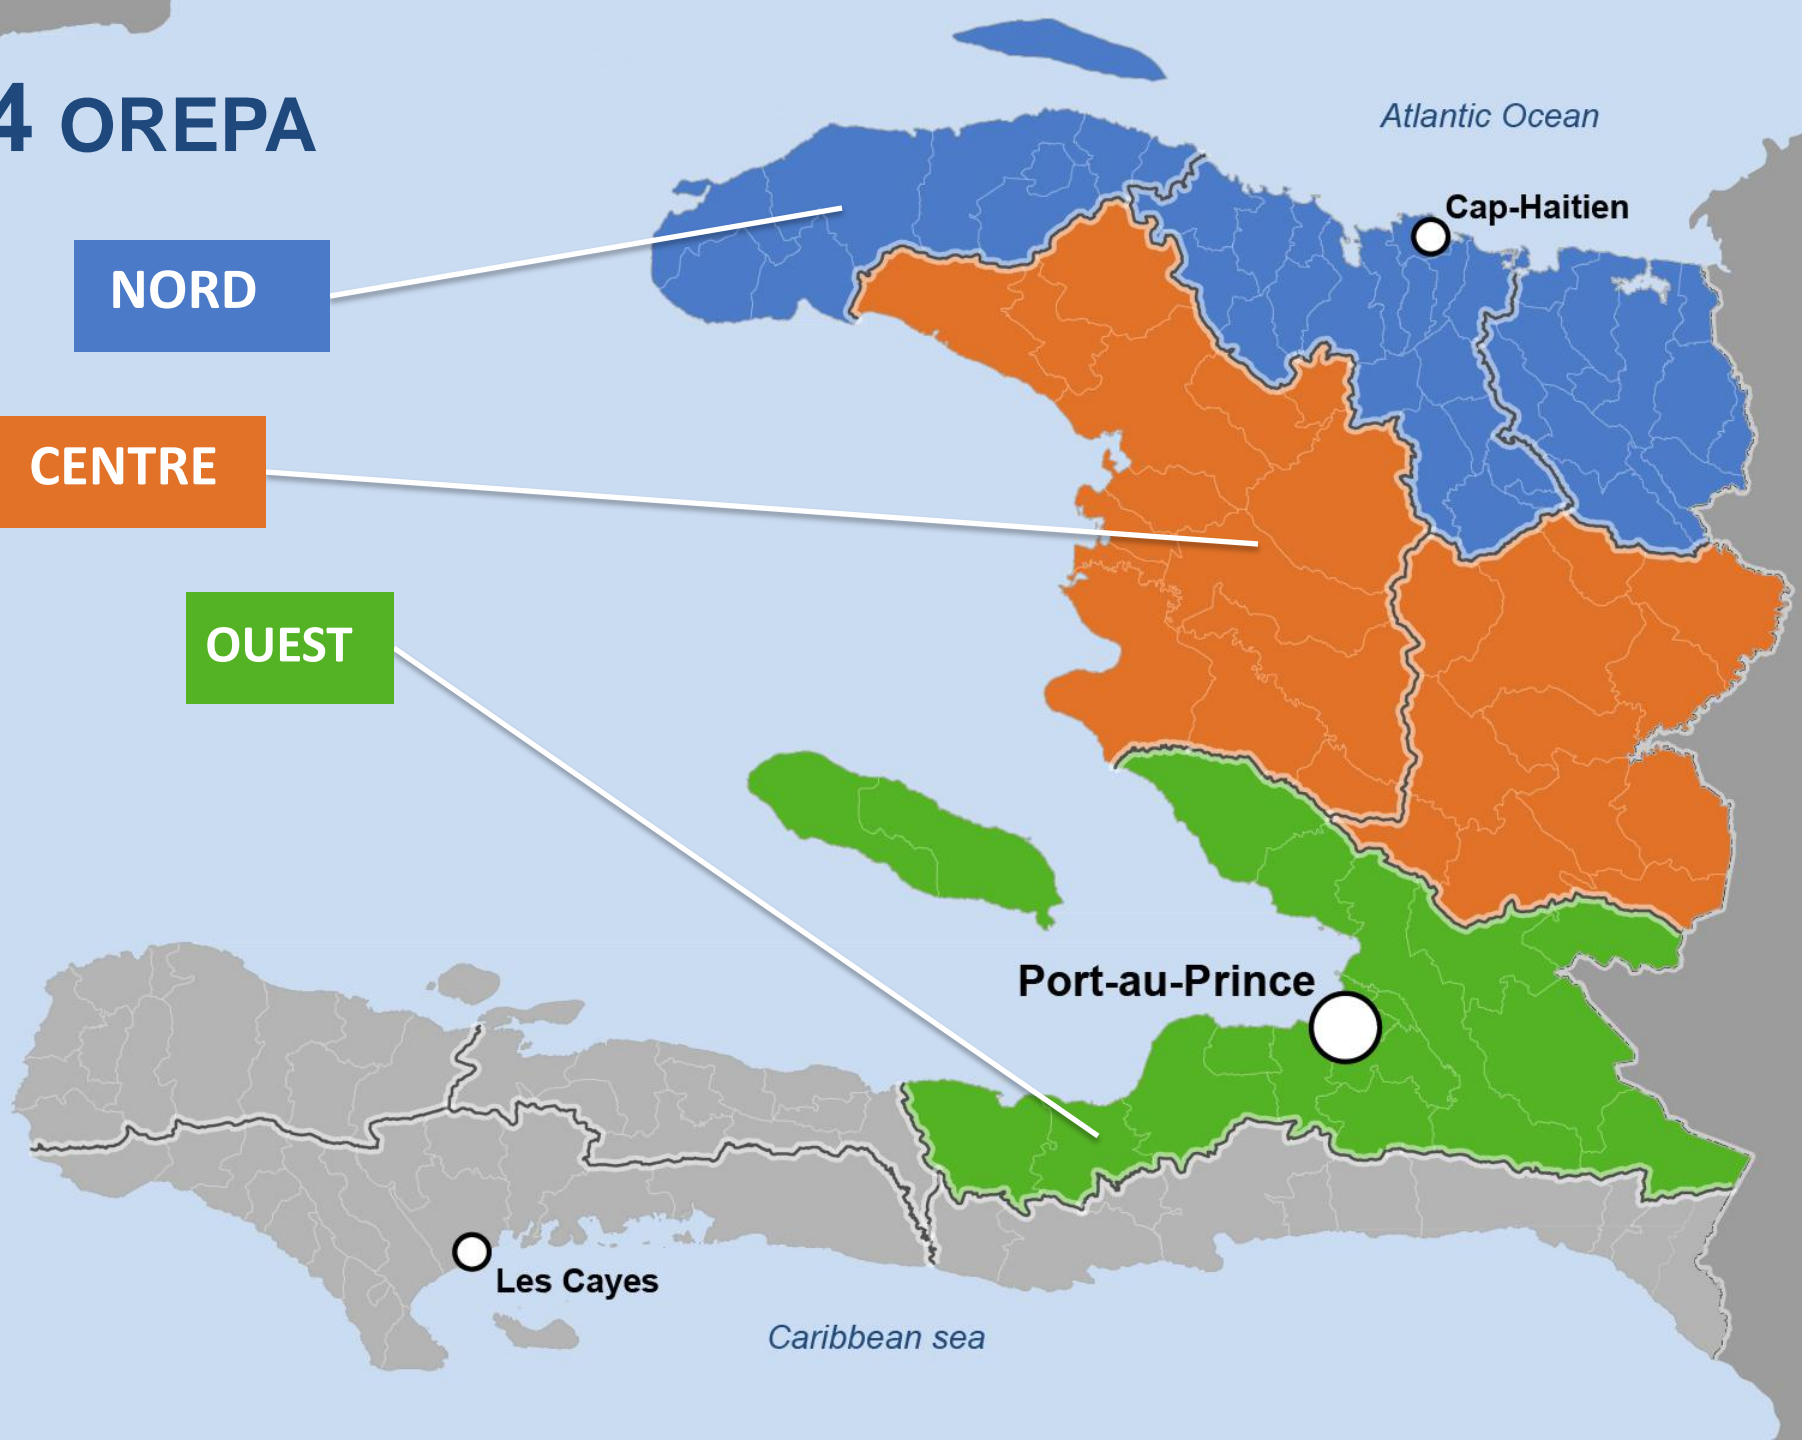 4 OREPA
Atlantic Ocean
Cap-Haitien
NORD
CENTRE
OUEST
Port-au-Prince
Les Cayes
Caribbean sea